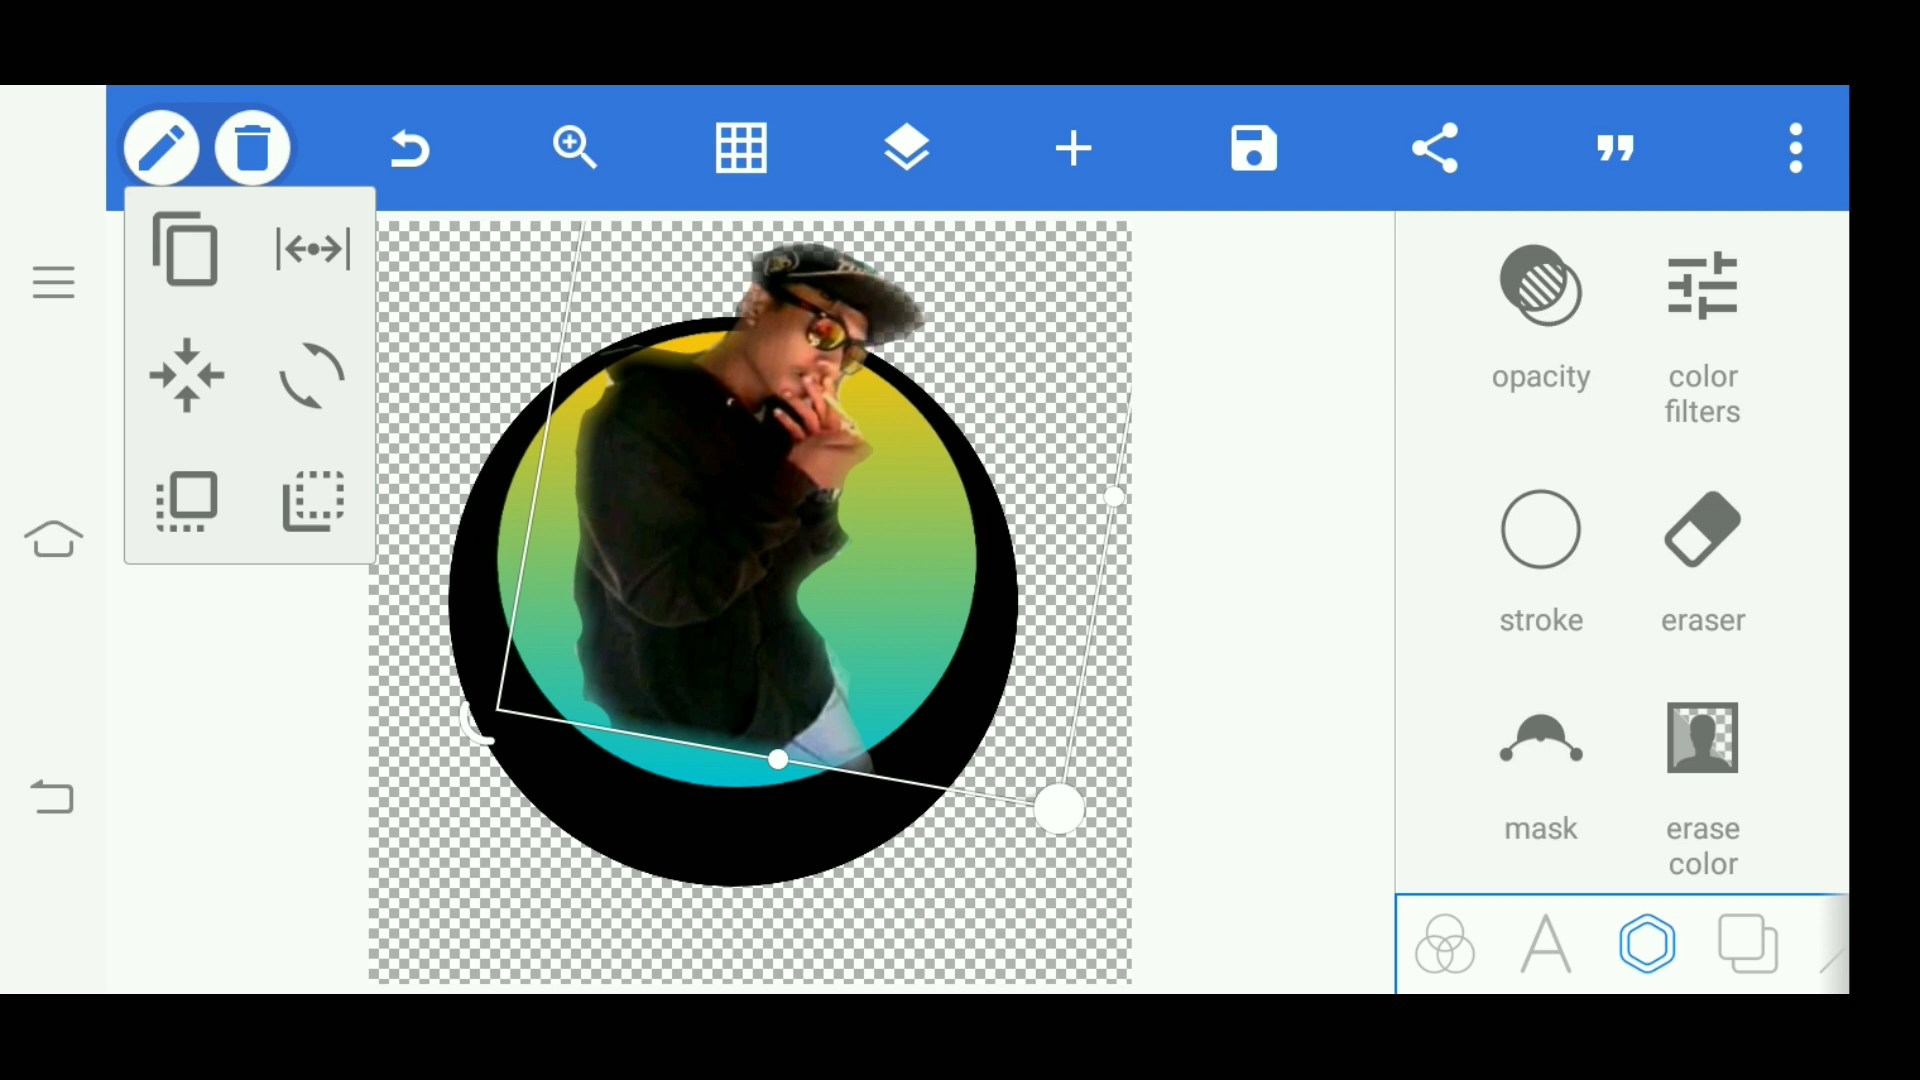 opacity
color
filters
stroke
eraser
mask
erase
color